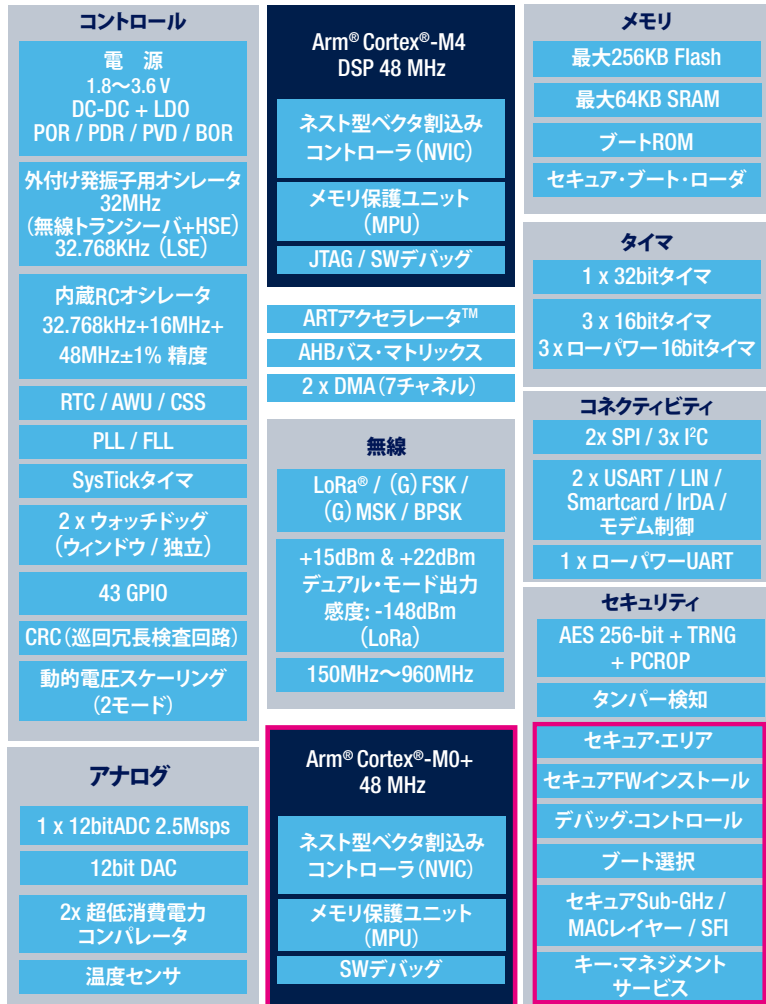 コントロール
電　源
1.8～3.6 V
DC-DC + LDO
POR / PDR / PVD / BOR
外付け発振子用オシレータ
32MHz
(無線トランシーバ+HSE)
32.768KHz (LSE)
内蔵RCオシレータ
32.768kHz+16MHz+
48MHz±1% 精度
RTC / AWU / CSS
PLL / FLL
SysTickタイマ
2 x ウォッチドッグ
(ウィンドウ / 独立)
43 GPIO
CRC(巡回冗長検査回路)
動的電圧スケーリング
(2モード)
アナログ
1 x 12bitADC 2.5Msps
12bit DAC
2x 超低消費電力
コンパレータ
温度センサ
Arm® Cortex®-M4
DSP 48 MHz
ネスト型ベクタ割込み
コントローラ(NVIC)
メモリ保護ユニット
(MPU)
JTAG / SWデバッグ
ARTアクセラレータ™
AHBバス・マトリックス
2 x DMA(7チャネル)
無線
LoRa® / (G)FSK /
(G)MSK / BPSK
+15dBm & +22dBm
デュアル・モード出力
感度: -148dBm
(LoRa)
150MHz～960MHz
Arm® Cortex®-M0+
48 MHz
ネスト型ベクタ割込み
コントローラ(NVIC)
メモリ保護ユニット
(MPU)
SWデバッグ
メモリ
最大256KB Flash
最大64KB SRAM
ブートROM
セキュア・ブート・ローダ
タイマ
1 x 32bitタイマ
3 x 16bitタイマ
3 x ローパワー 16bitタイマ
コネクティビティ
2x SPI / 3x I²C
2 x USART / LIN /
Smartcard / IrDA /
モデム制御
1 x ローパワーUART
セキュリティ
AES 256-bit + TRNG
+ PCROP
タンパー検知
セキュア・エリア
セキュアFWインストール
デバッグ・コントロール
ブート選択
セキュアSub-GHz /
MACレイヤー / SFI
キー・マネジメント
サービス